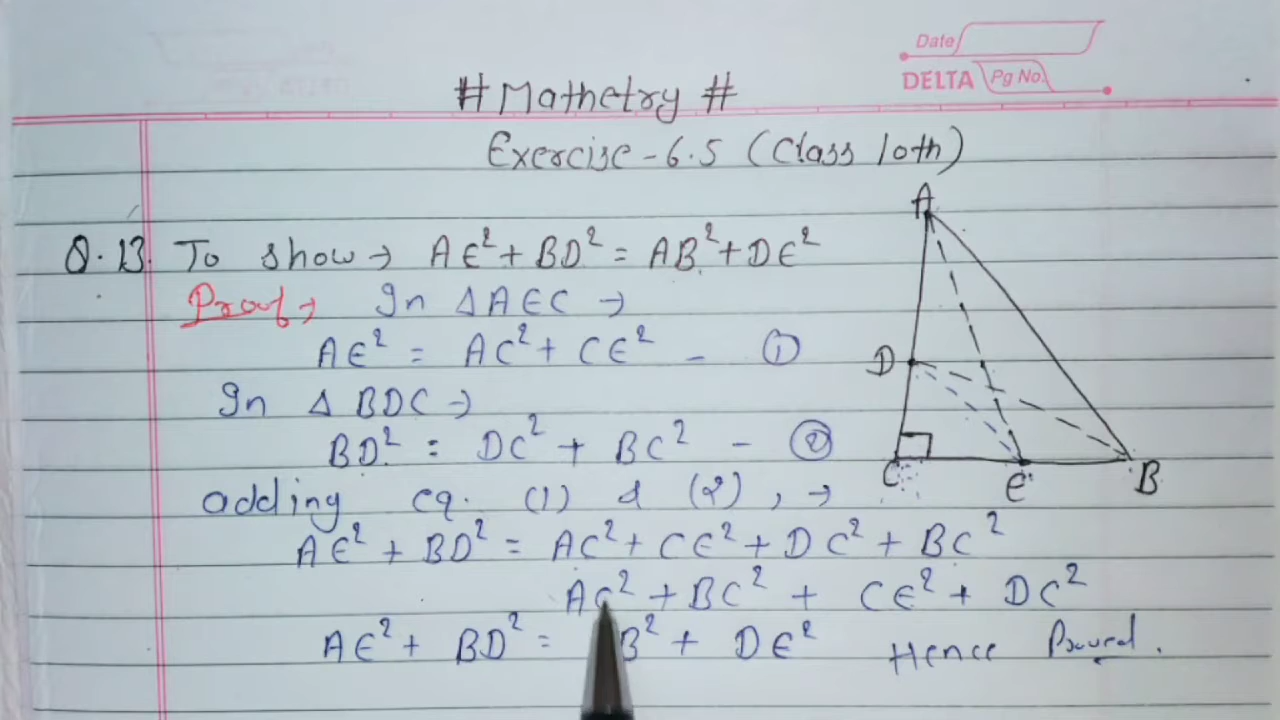 Date
DELTA Pg No.
# Mathetry #
Exercise - 6.5 (Class 10th)
Q.13. To show → AE² + BD² = AB² + DE²
Proof → In ΔAEC →
AE² = AC² + CE² - ①
In Δ BDC →
BD² = DC² + BC² - ②
adding eq. (1) & (2), →
AE² + BD² = AC² + CE² + DC² + BC²
AC² + BC² + CE² + DC²
AE² + BD² = B² + DE² Hence Proved.
A
D
C E B